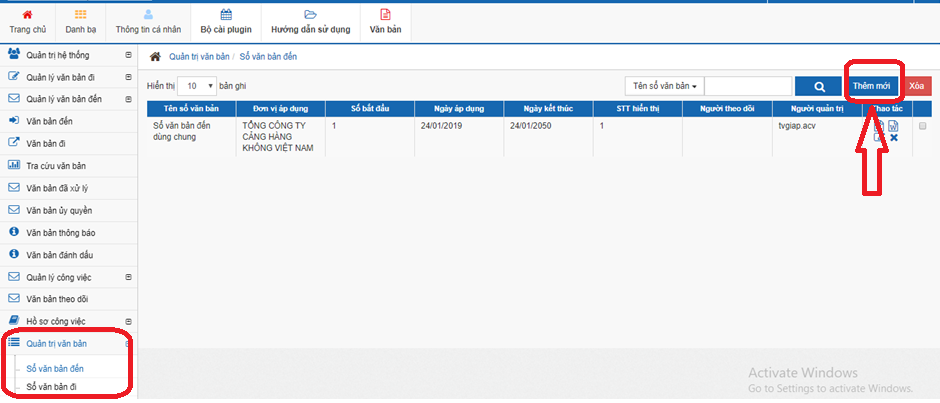 Trang chủ
Danh bạ
Thông tin cá nhân
Bộ cài plugin
Hướng dẫn sử dụng
Văn bản
Quản trị hệ thống
Quản lý văn bản đi
Quản lý văn bản đến
Văn bản đến
Văn bản đi
Tra cứu văn bản
Văn bản đã xử lý
Văn bản ủy quyền
Văn bản thông báo
Văn bản đánh dấu
Quản lý công việc
Văn bản theo dõi
Hồ sơ công việc
Quản trị văn bản
Sổ văn bản đến
Sổ văn bản đi
Quản trị văn bản / Sổ văn bản đến
Hiển thị 10 bản ghi
Tên sổ văn bản
Thêm mới
Xóa
Tên sổ văn bản Đơn vị áp dụng Số bắt đầu Ngày áp dụng Ngày kết thúc STT hiển thị Người theo dõi Người quản trị Thao tác
Sổ văn bản đến TỔNG CÔNG TY 1 24/01/2019 24/01/2050 1 tvgiap.acv
dùng chung CẢNG HÀNG
KHÔNG VIỆT NAM
Activate Windows
Go to Settings to activate Windows.